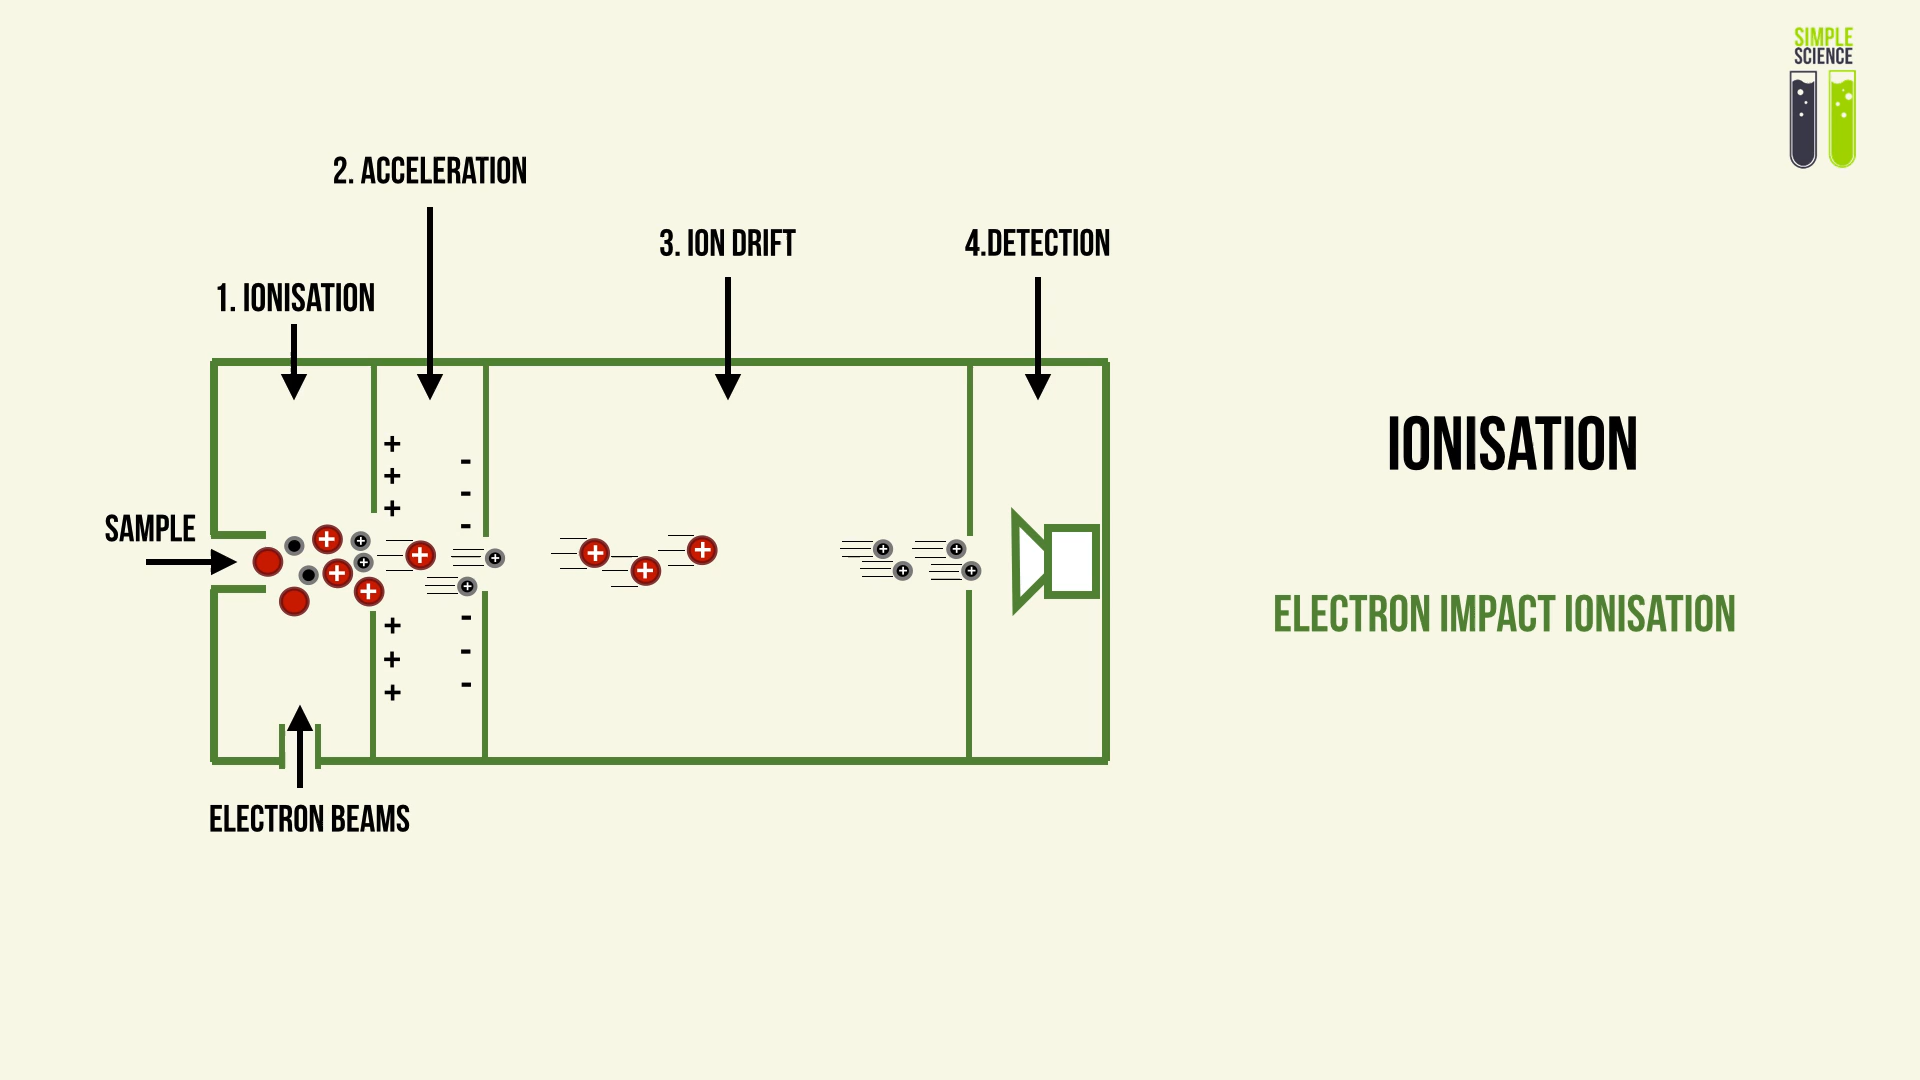 SIMPLE
SCIENCE
2. ACCELERATION
3. ION DRIFT
4.DETECTION
1. IONISATION
IONISATION
+
+
+
-
-
-
SAMPLE
ELECTRON IMPACT IONISATION
+
+
+
-
-
-
ELECTRON BEAMS